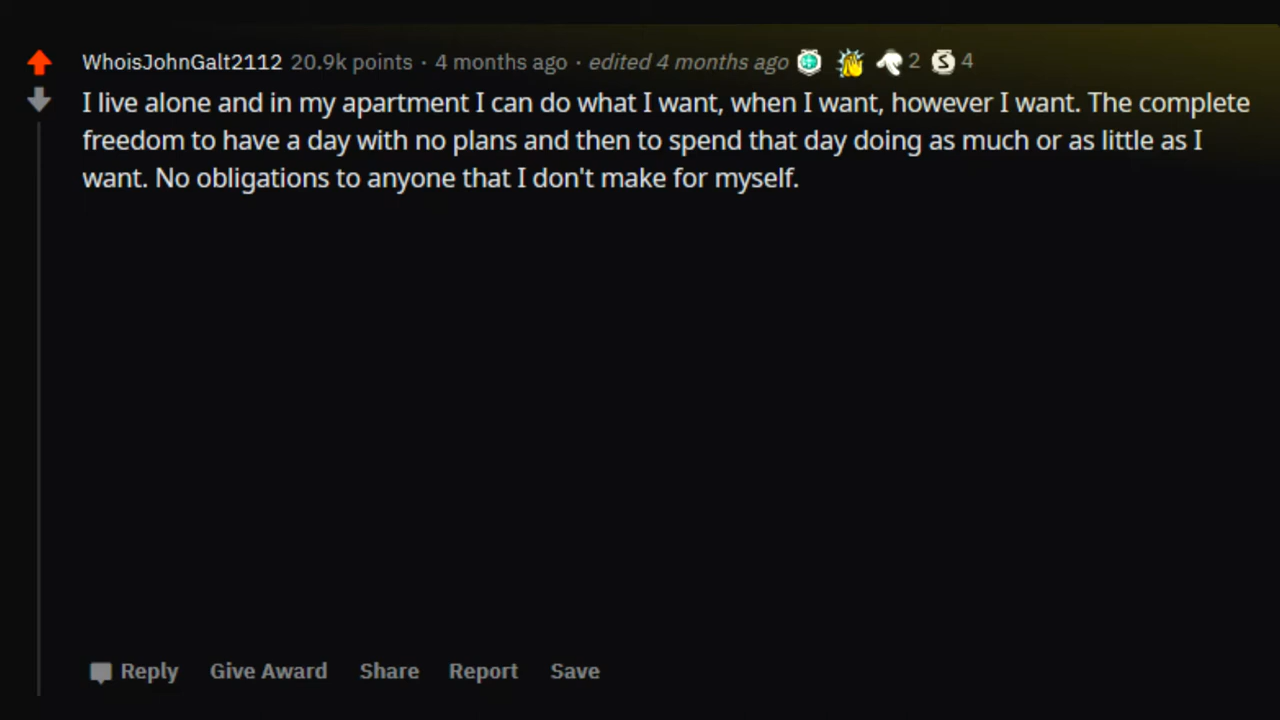 WhoisJohnGalt2112 20.9k points · 4 months ago · edited 4 months ago 2 S 4
I live alone and in my apartment I can do what I want, when I want, however I want. The complete
freedom to have a day with no plans and then to spend that day doing as much or as little as I
want. No obligations to anyone that I don't make for myself.
Reply Give Award Share Report Save